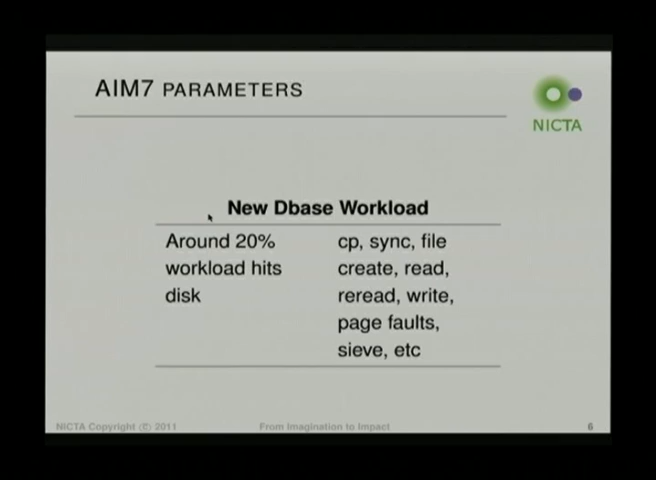 AIM7 PARAMETERS
NICTA
New Dbase Workload
Around 20%
workload hits
disk
cp, sync, file
create, read,
reread, write,
page faults,
sieve, etc
NICTA Copyright © 2011
From Imagination to Impact
6